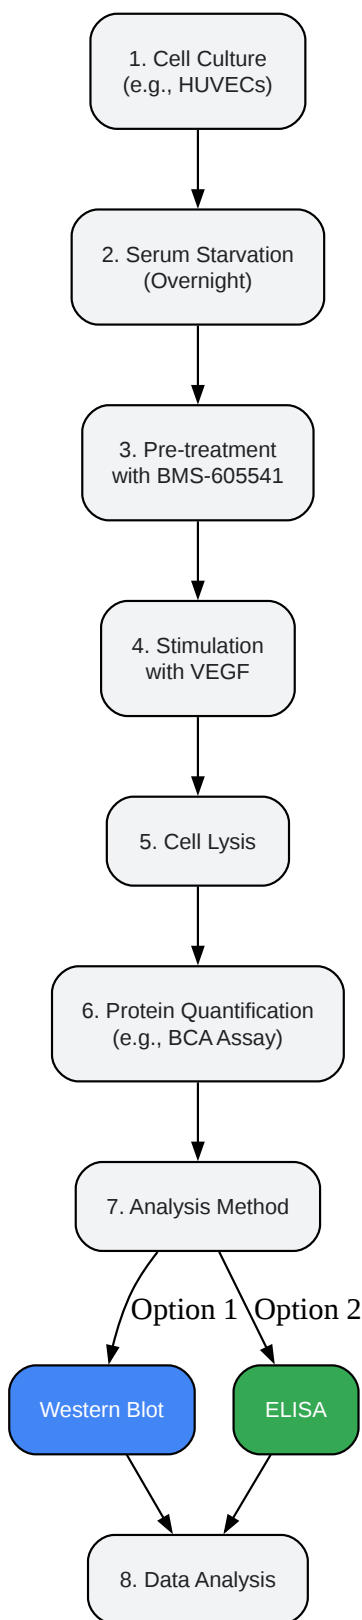 1. Cell Culture
(e.g., HUVECs)
2. Serum Starvation
(Overnight)
3. Pre-treatment
with BMS-605541
4. Stimulation
with VEGF
5. Cell Lysis
6. Protein Quantification
(e.g., BCA Assay)
7. Analysis Method
Option 1
Option 2
Western Blot
ELISA
8. Data Analysis